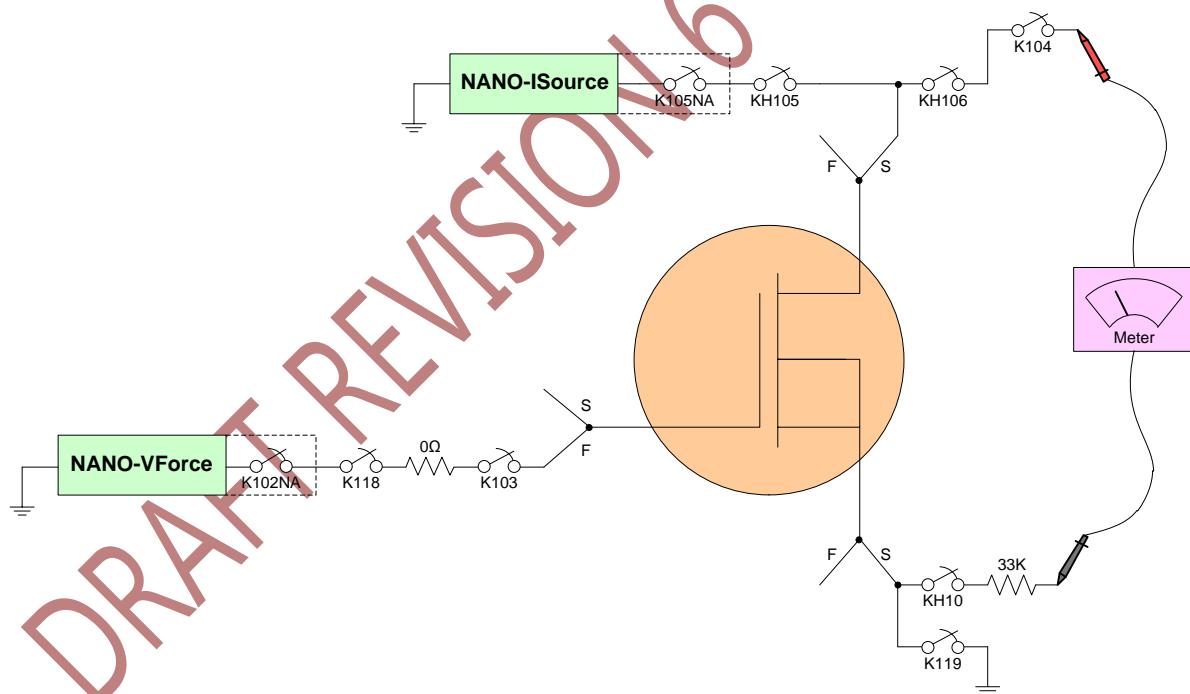 K104
NANO-ISource
K105NA
KH105
KH106
F
S
Meter
S
F
NANO-VForce
K102NA
K118
0Ω
K103
F
S
33K
KH10
K119
DRAFT REVISION 6